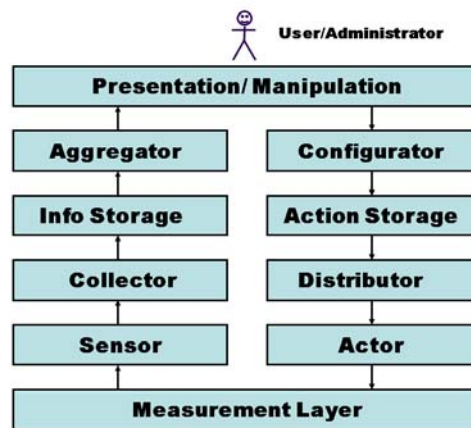 User/Administrator
Presentation/ Manipulation
Aggregator
Configurator
Info Storage
Action Storage
Collector
Distributor
Sensor
Actor
Measurement Layer